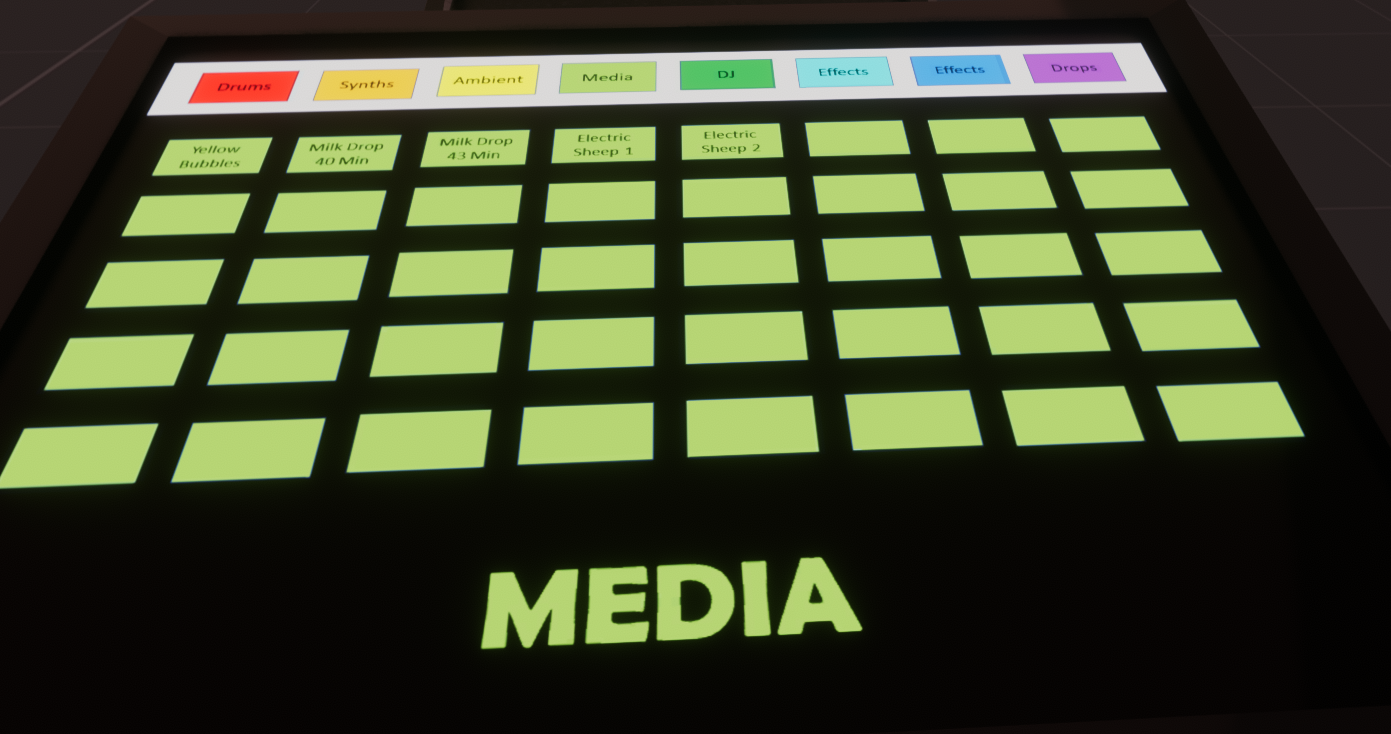 Drums Synths Ambient Media DJ Effects Effects Drops
Yellow
Bubbles
Milk Drop
40 Min
Milk Drop
43 Min
Electric
Sheep 1
Electric
Sheep 2
MEDIA